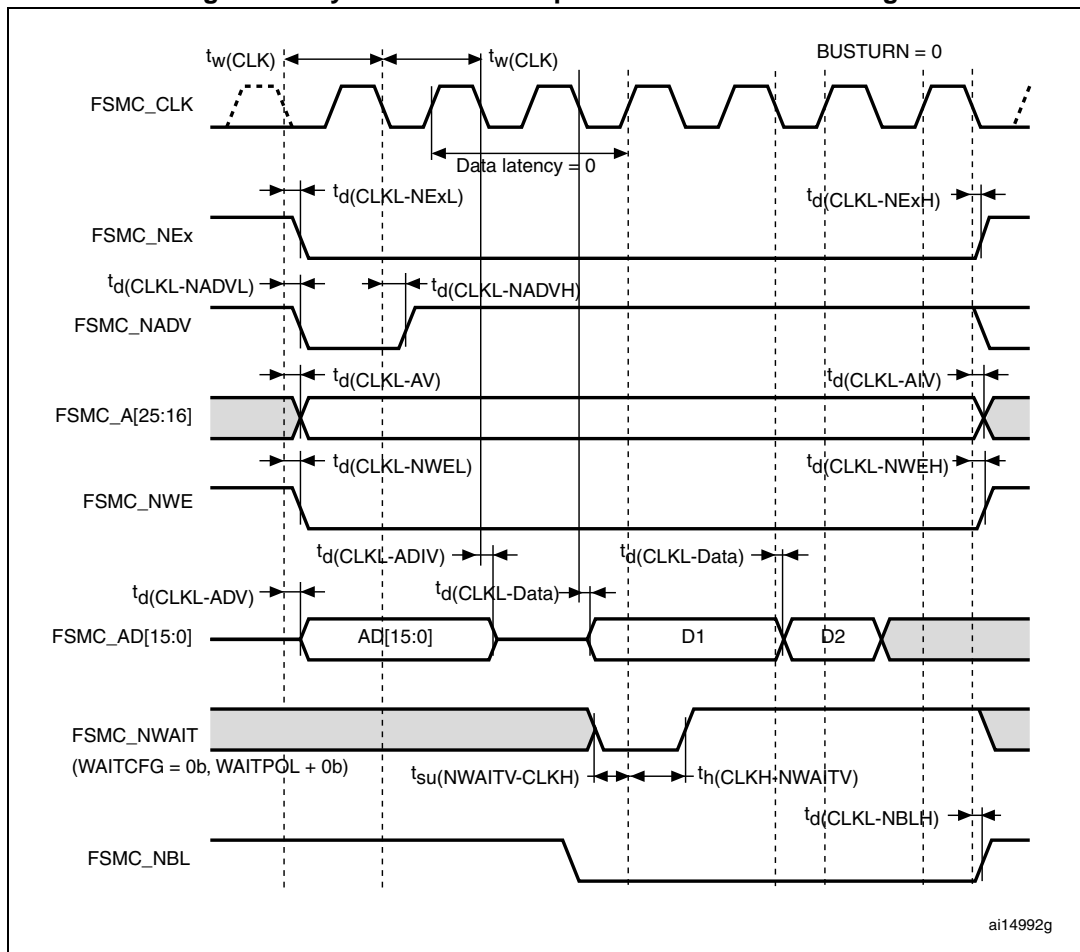 tw(CLK) tw(CLK) BUSTURN = 0
FSMC_CLK
Data latency = 0
td(CLKL-NExL) td(CLKL-NExH)
FSMC_NEx
td(CLKL-NADVL) td(CLKL-NADVH)
FSMC_NADV
td(CLKL-AV) td(CLKL-AIV)
FSMC_A[25:16]
td(CLKL-NWEL) td(CLKL-NWEH)
FSMC_NWE
td(CLKL-ADIV) td(CLKL-Data)
td(CLKL-ADV) td(CLKL-Data)
FSMC_AD[15:0] AD[15:0] D1 D2
FSMC_NWAIT
(WAITCFG = 0b, WAITPOL + 0b) tsu(NWAITV-CLKH) th(CLKH-NWAITV)
td(CLKL-NBLH)
FSMC_NBL
ai14992g